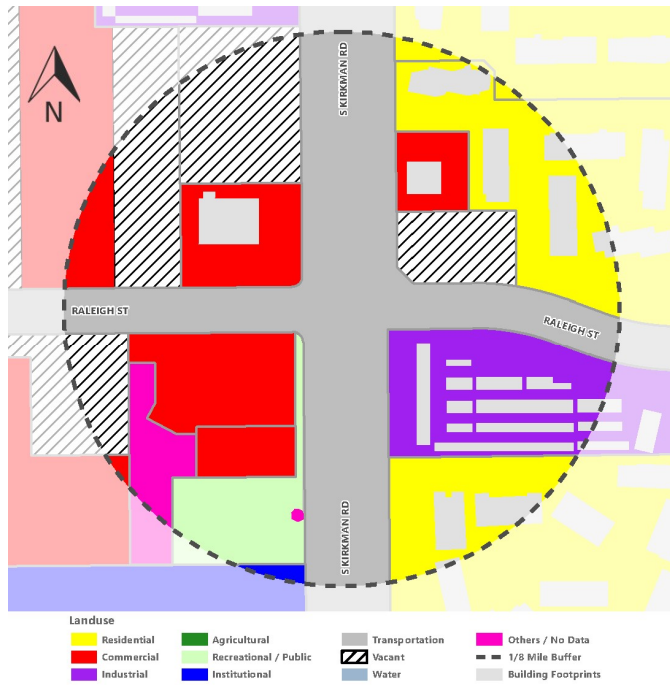 S KIRKMAN RD
N
RALEIGH ST
RALEIGH ST
S KIRKMAN RD
Landuse
Residential
Agricultural
Transportation
Others / No Data
Commercial
Recreational / Public
Vacant
1/8 Mile Buffer
Industrial
Institutional
Water
Building Footprints